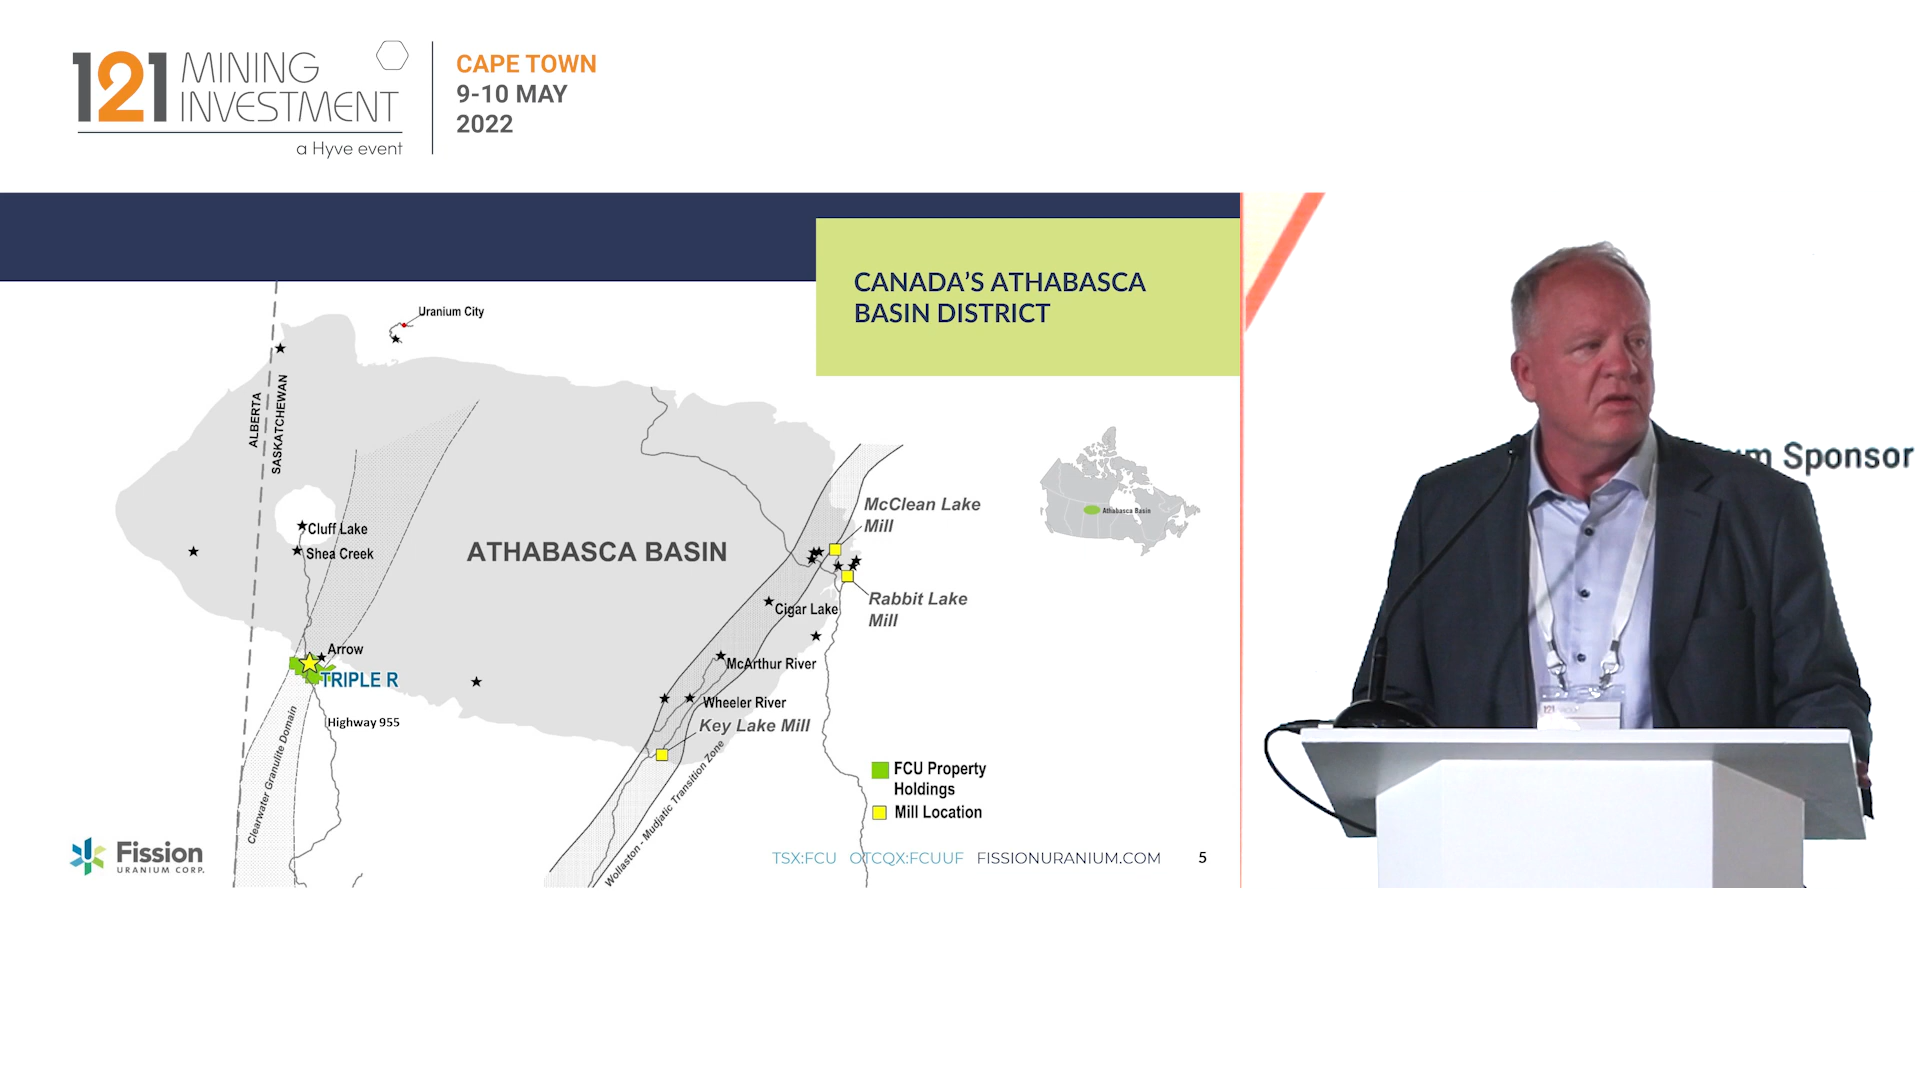 121 MINING
INVESTMENT
a Hyve event
CAPE TOWN
9-10 MAY
2022
CANADA'S ATHABASCA
BASIN DISTRICT
Uranium City
ALBERTA
SASKATCHEWAN
McClean Lake
Mill
Athabasca Basin
Cluff Lake
Shea Creek
ATHABASCA BASIN
Rabbit Lake
Mill
Cigar Lake
Arrow
TRIPLE R
McArthur River
Wheeler River
Highway 955
Key Lake Mill
Clearwater Granulite Domain
Wollaston - Mudjatic Transition Zone
FCU Property
Holdings
Mill Location
Fission
URANIUM CORP.
TSX:FCU OTCQX:FCUUF FISSIONURANIUM.COM 5
Sponsor
121